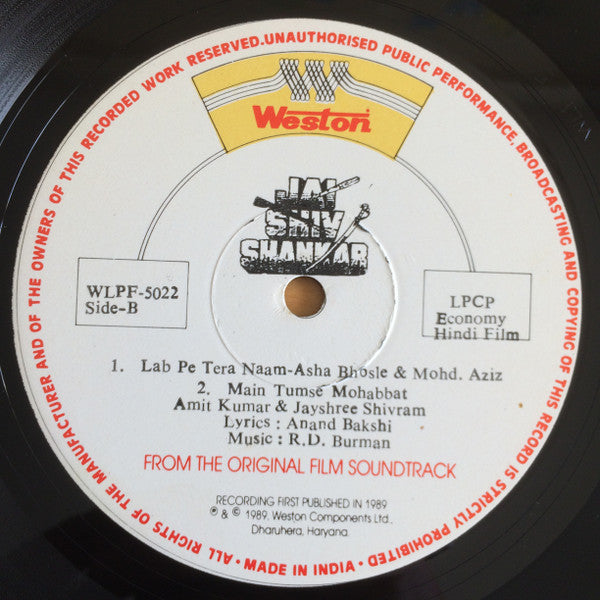 ALL RIGHTS OF THE MANUFACTURER AND OF THE OWNERS OF THIS RECORDED WORK RESERVED.UNAUTHORISED PUBLIC PERFORMANCE, BROADCASTING AND COPYING OF THIS RECORD IS STRICTLY PROHIBITED • MADE IN INDIA •
Weston
JAI
SHIV
SHANKAR
WLPF-5022
Side-B
LPCP
Economy
Hindi Film
1. Lab Pe Tera Naam-Asha Bhosle & Mohd. Aziz
2. Main Tumse Mohabbat
Amit Kumar & Jayshree Shivram
Lyrics : Anand Bakshi
Music : R.D. Burman
FROM THE ORIGINAL FILM SOUNDTRACK
RECORDING FIRST PUBLISHED IN 1989
℗ & © 1989, Weston Components Ltd.,
Dharuhera, Haryana.